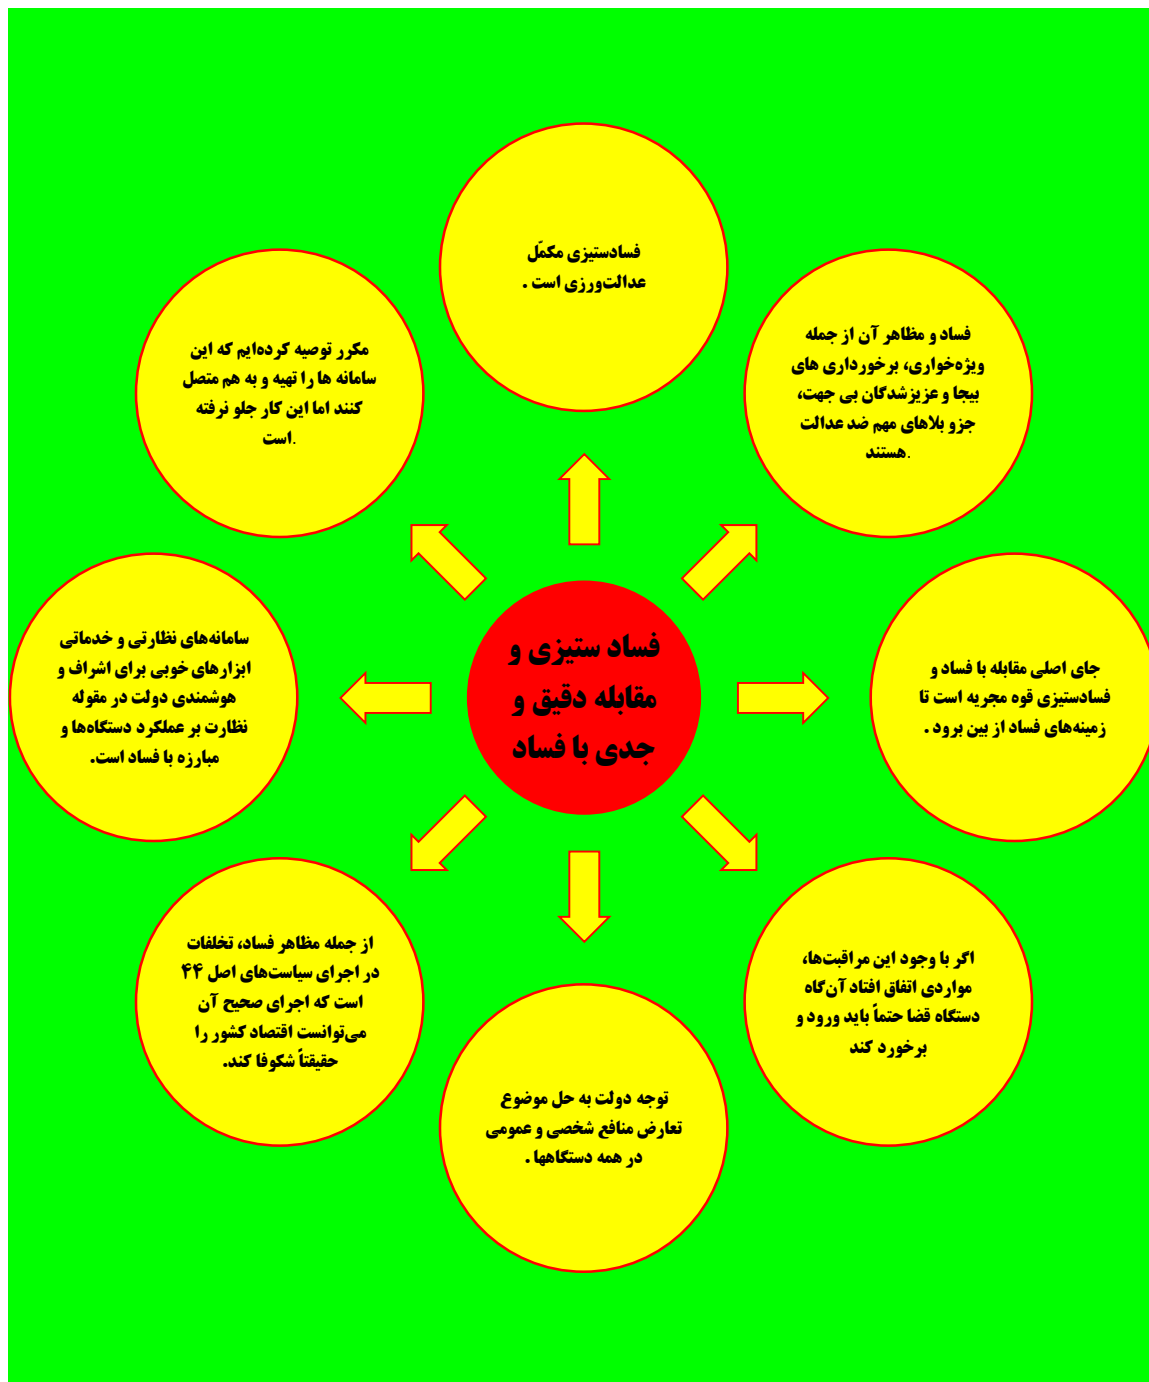 فسادستیزی مکمّل
عدالت‌ورزی است .
فساد و مظاهر آن از جمله
ویژه‌خواری، برخورداری های
بیجا و عزیزشدگان بی جهت،
جزو بلاهای مهم ضد عدالت
هستند.
جای اصلی مقابله با فساد و
فسادستیزی قوه مجریه است تا
زمینه‌های فساد از بین برود .
اگر با وجود این مراقبت‌ها،
مواردی اتفاق افتاد آن‌گاه
دستگاه قضا حتماً باید ورود و
برخورد کند
توجه دولت به حل موضوع
تعارض منافع شخصی و عمومی
در همه دستگاهها .
از جمله مظاهر فساد، تخلفات
در اجرای سیاست‌های اصل ۴۴
است که اجرای صحیح آن
می‌توانست اقتصاد کشور را
حقیقتاً شکوفا کند.
سامانه‌های نظارتی و خدماتی
ابزارهای خوبی برای اشراف و
هوشمندی دولت در مقوله
نظارت بر عملکرد دستگاه‌ها و
مبارزه با فساد است.
مکرر توصیه کرده‌ایم که این
سامانه ها را تهیه و به هم متصل
کنند اما این کار جلو نرفته
است.
فساد ستیزی و
مقابله دقیق و
جدی با فساد